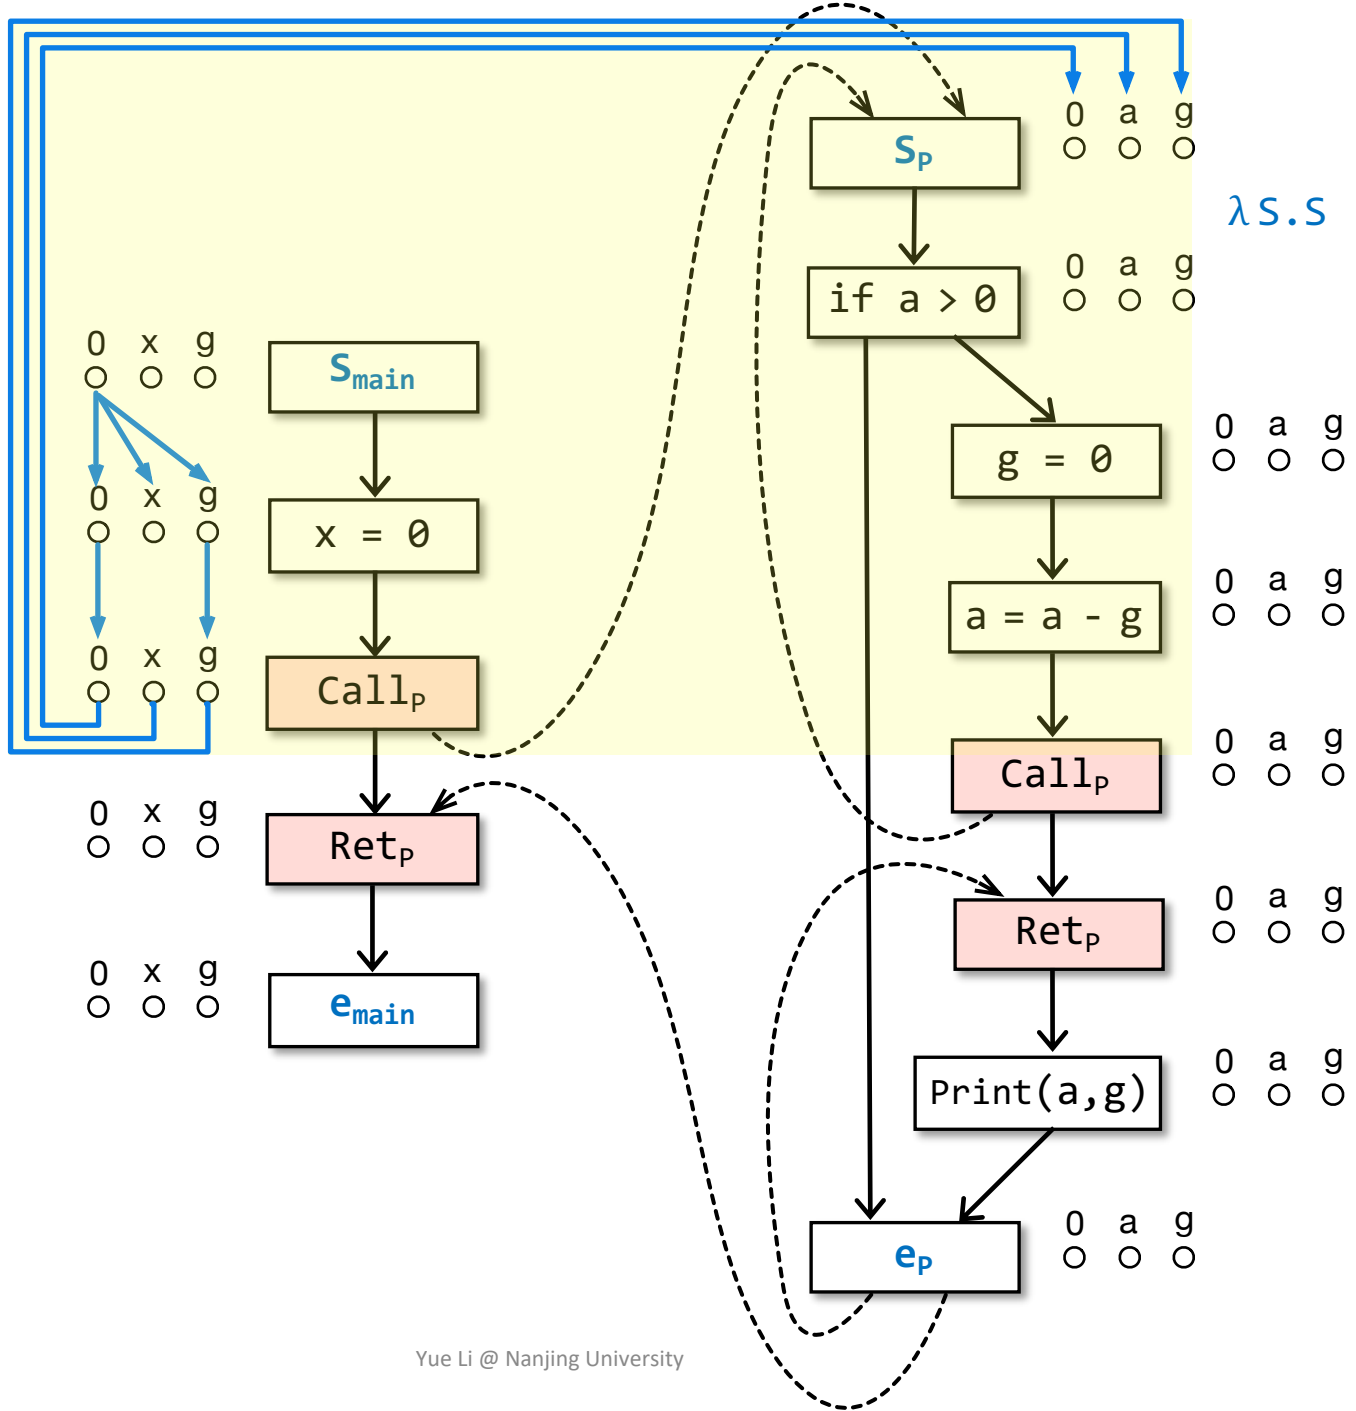 0 a g
S_P
λ S.S
0 a g
if a > 0
0 x g
S_main
0 a g
g = 0
0 x g
x = 0
0 a g
a = a - g
0 x g
Call_P
0 a g
Call_P
0 x g
Ret_P
0 a g
Ret_P
0 x g
e_main
0 a g
Print(a,g)
0 a g
e_P
Yue Li @ Nanjing University